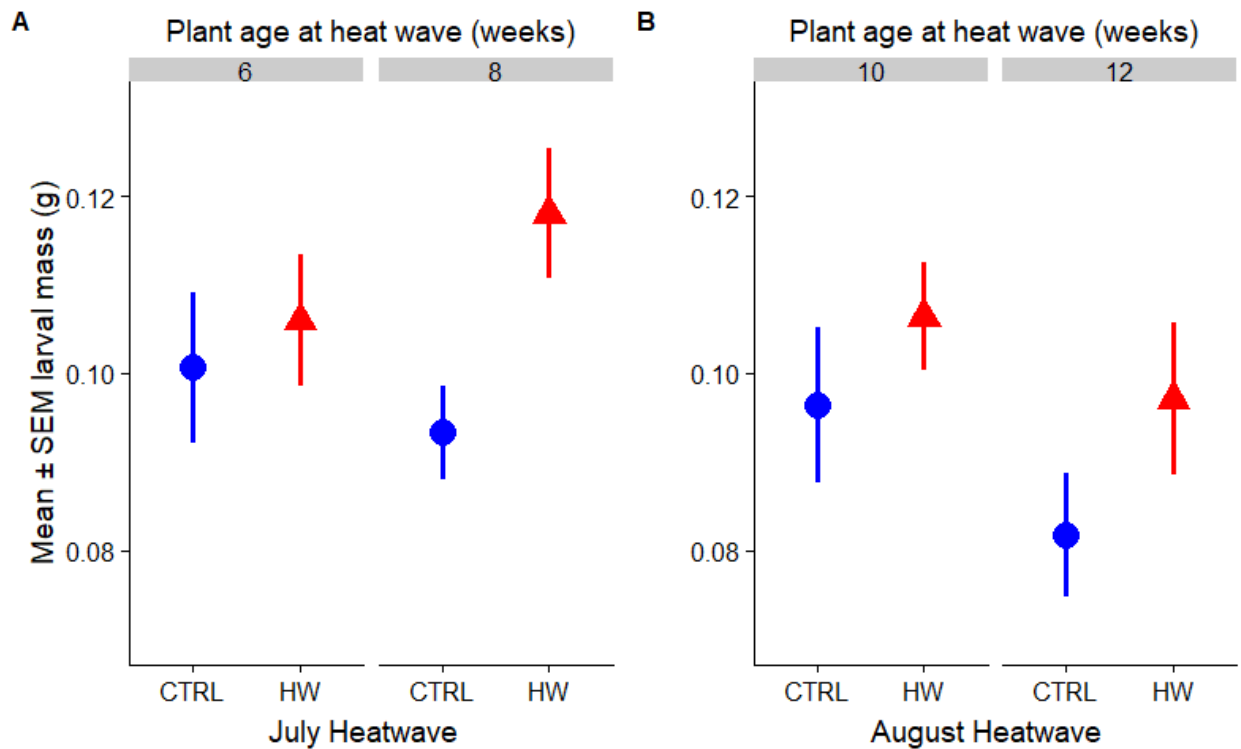 A
Plant age at heat wave (weeks)
6
8
Mean ± SEM larval mass (g)
0.12
0.10
0.08
CTRL
HW
CTRL
HW
July Heatwave
B
Plant age at heat wave (weeks)
10
12
0.12
0.10
0.08
CTRL
HW
CTRL
HW
August Heatwave